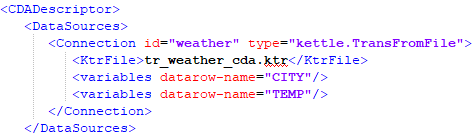 <CDADescriptor>
<DataSources>
<Connection id="weather" type="kettle.TransFromFile">
<KtrFile>tr_weather_cda.ktr</KtrFile>
<variables datarow-name="CITY"/>
<variables datarow-name="TEMP"/>
</Connection>
</DataSources>